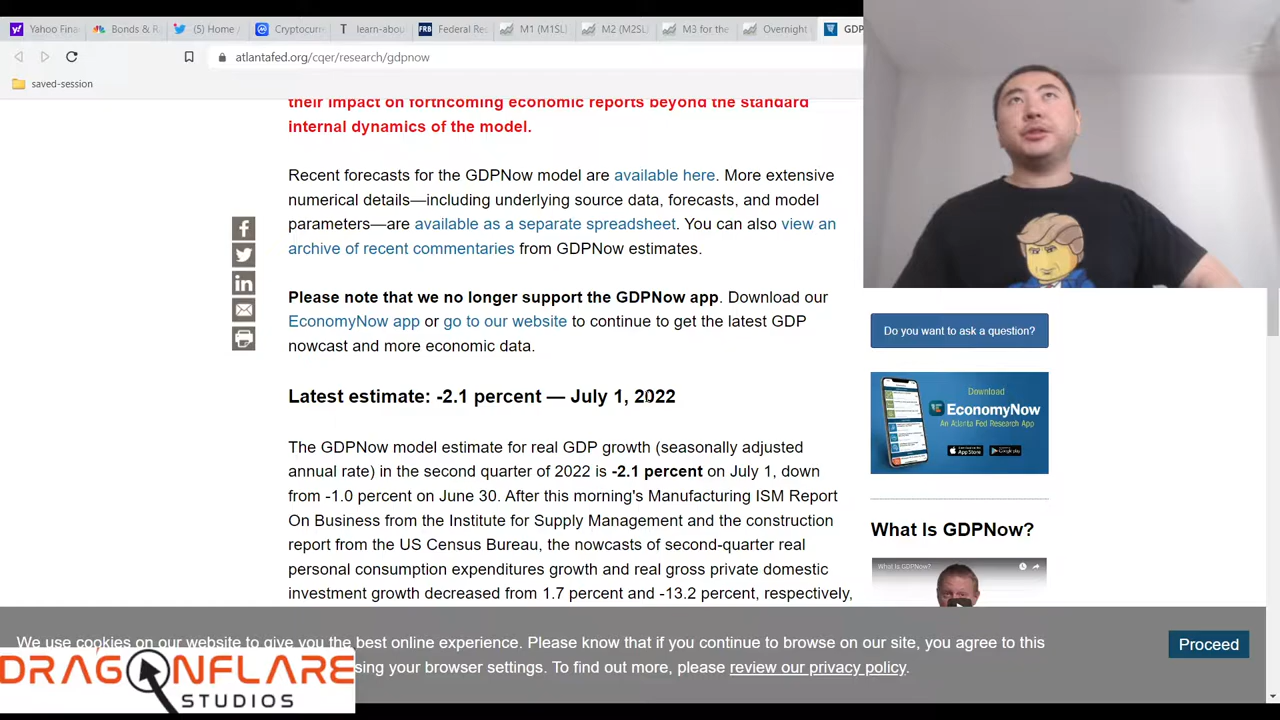 Yahoo Fina
Bonds & Ra
(5) Home /
Cryptocurr
learn-abou
FRB
Federal Res
M1 (M1SL)
M2 (M2SL)
M3 for the
Overnight
GDP
atlantafed.org/cqer/research/gdpnow
saved-session
their impact on forthcoming economic reports beyond the standard
internal dynamics of the model.
Recent forecasts for the GDPNow model are available here. More extensive
numerical details—including underlying source data, forecasts, and model
parameters—are available as a separate spreadsheet. You can also view an
archive of recent commentaries from GDPNow estimates.
Please note that we no longer support the GDPNow app. Download our
EconomyNow app or go to our website to continue to get the latest GDP
nowcast and more economic data.
Latest estimate: -2.1 percent — July 1, 2022
The GDPNow model estimate for real GDP growth (seasonally adjusted
annual rate) in the second quarter of 2022 is -2.1 percent on July 1, down
from -1.0 percent on June 30. After this morning's Manufacturing ISM Report
On Business from the Institute for Supply Management and the construction
report from the US Census Bureau, the nowcasts of second-quarter real
personal consumption expenditures growth and real gross private domestic
investment growth decreased from 1.7 percent and -13.2 percent, respectively,
Do you want to ask a question?
Download
EconomyNow
An Atlanta Fed Research App
App Store
Google play
What Is GDPNow?
What Is GDPNow?
We use cookies on our website to give you the best online experience. Please know that if you continue to browse on our site, you agree to this
sing your browser settings. To find out more, please review our privacy policy.
Proceed
DRAGONFLARE
STUDIOS